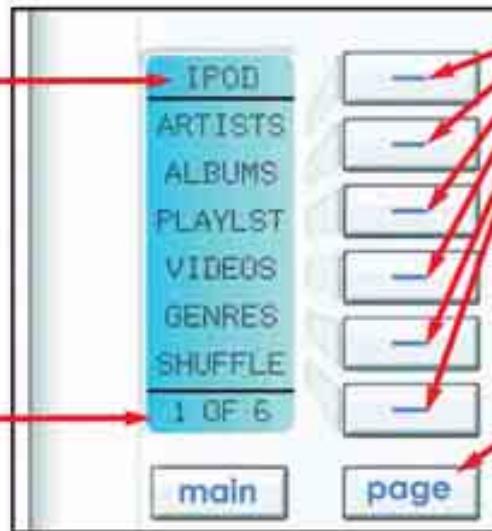 IPOD
ARTISTS
ALBUMS
PLAYLST
VIDEOS
GENRES
SHUFFLE
1 OF 6
main page